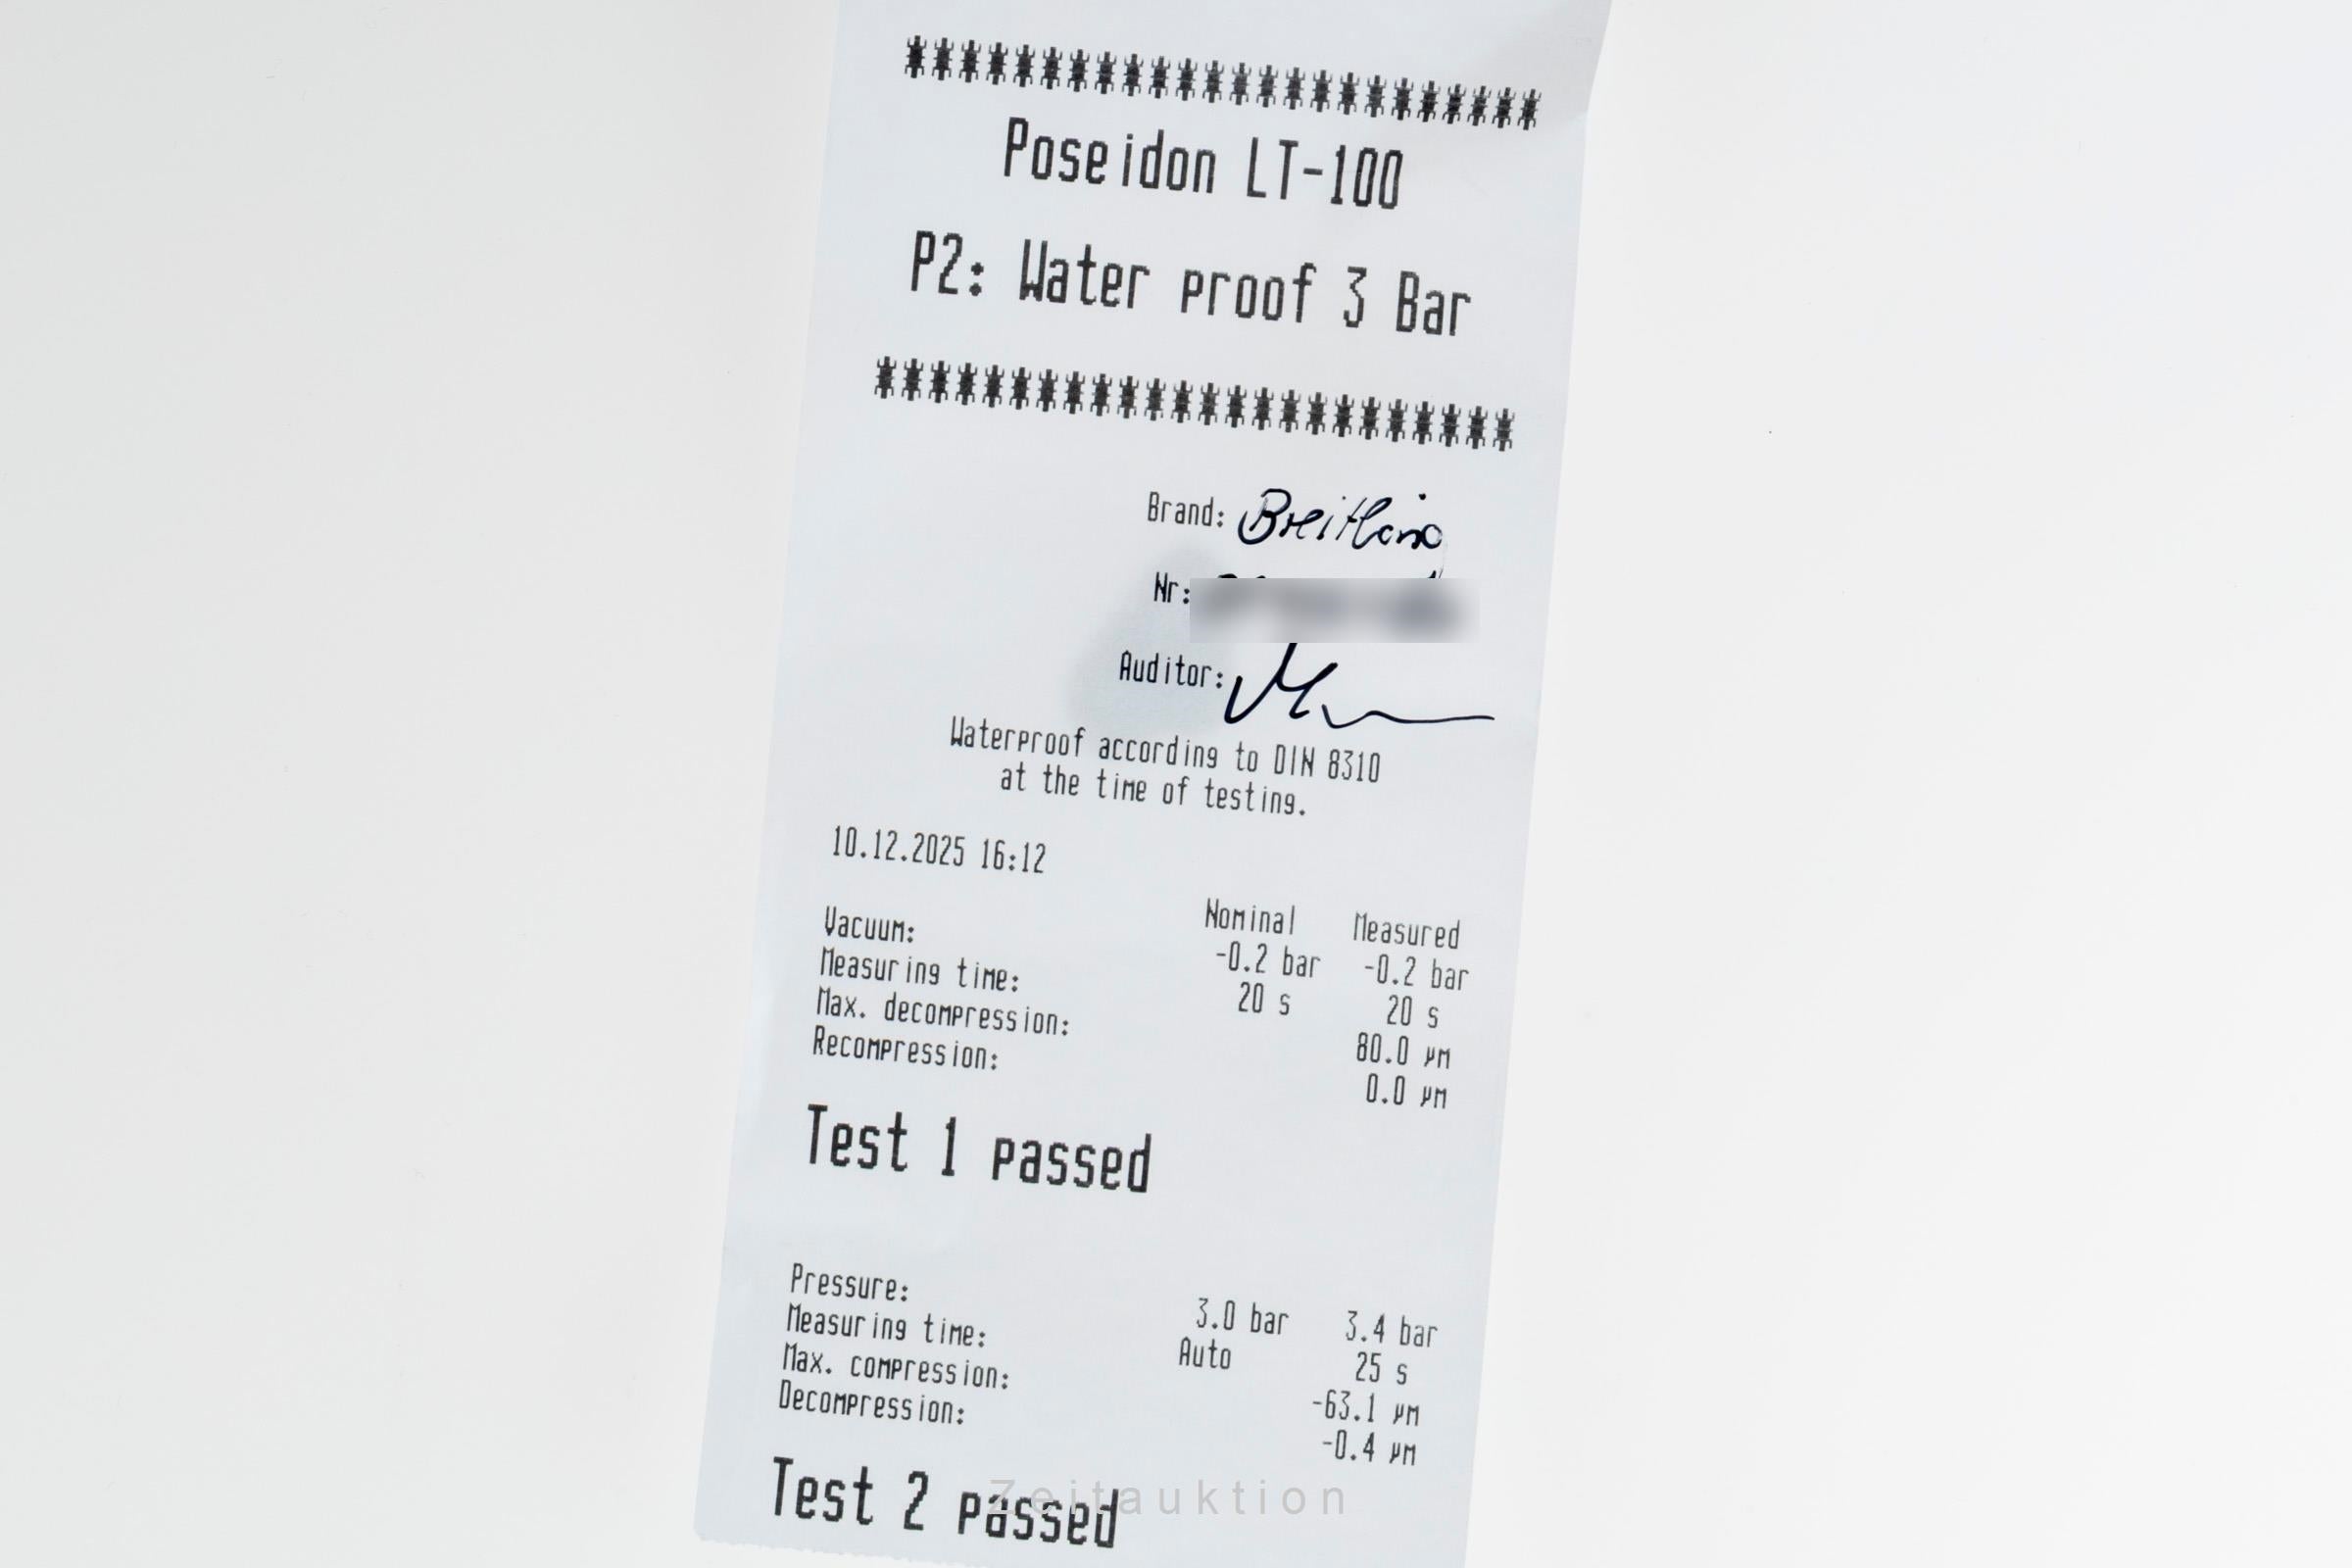 Poseidon LT-100
P2: Water proof 3 Bar
Brand: Breitling
Nr:
Auditor:
Waterproof according to DIN 8310
at the time of testing.
10.12.2025 16:12
Nominal Measured
Vacuum: -0.2 bar -0.2 bar
Measuring time: 20 s 20 s
Max. decompression: 80.0 µm
Recompression: 0.0 µm
Test 1 passed
Pressure: 3.0 bar 3.4 bar
Measuring time: Auto 25 s
Max. compression: -63.1 µm
Decompression: -0.4 µm
Test 2 passed
Zeitauktion